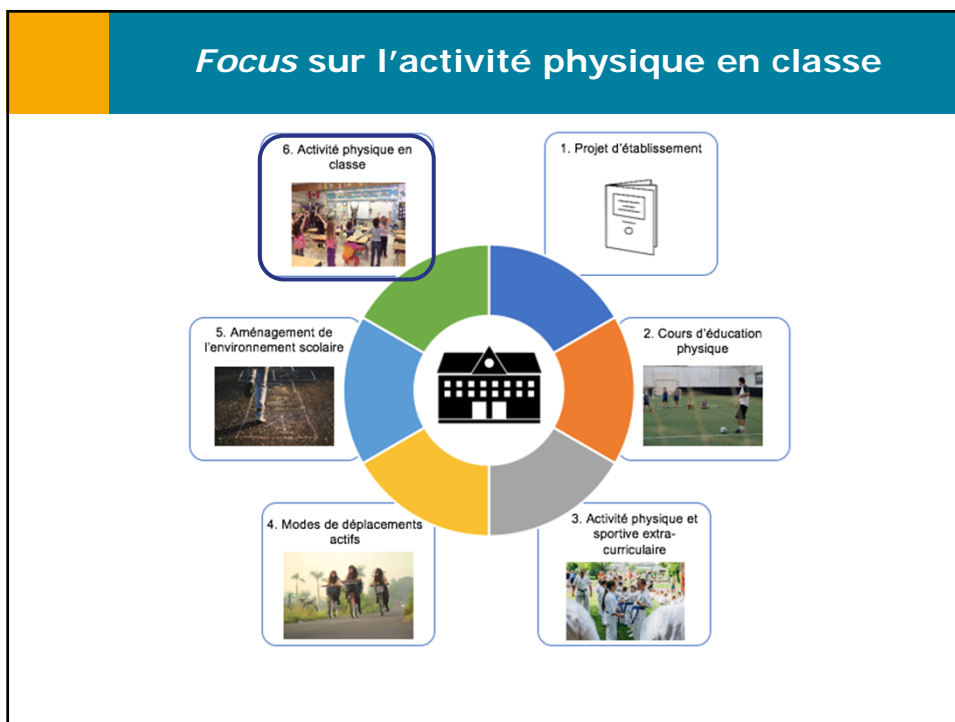 Focus sur l'activité physique en classe
6. Activité physique en
classe
1. Projet d'établissement
5. Aménagement de
l'environnement scolaire
2. Cours d'éducation
physique
4. Modes de déplacements
actifs
3. Activité physique et
sportive extra-
curriculaire